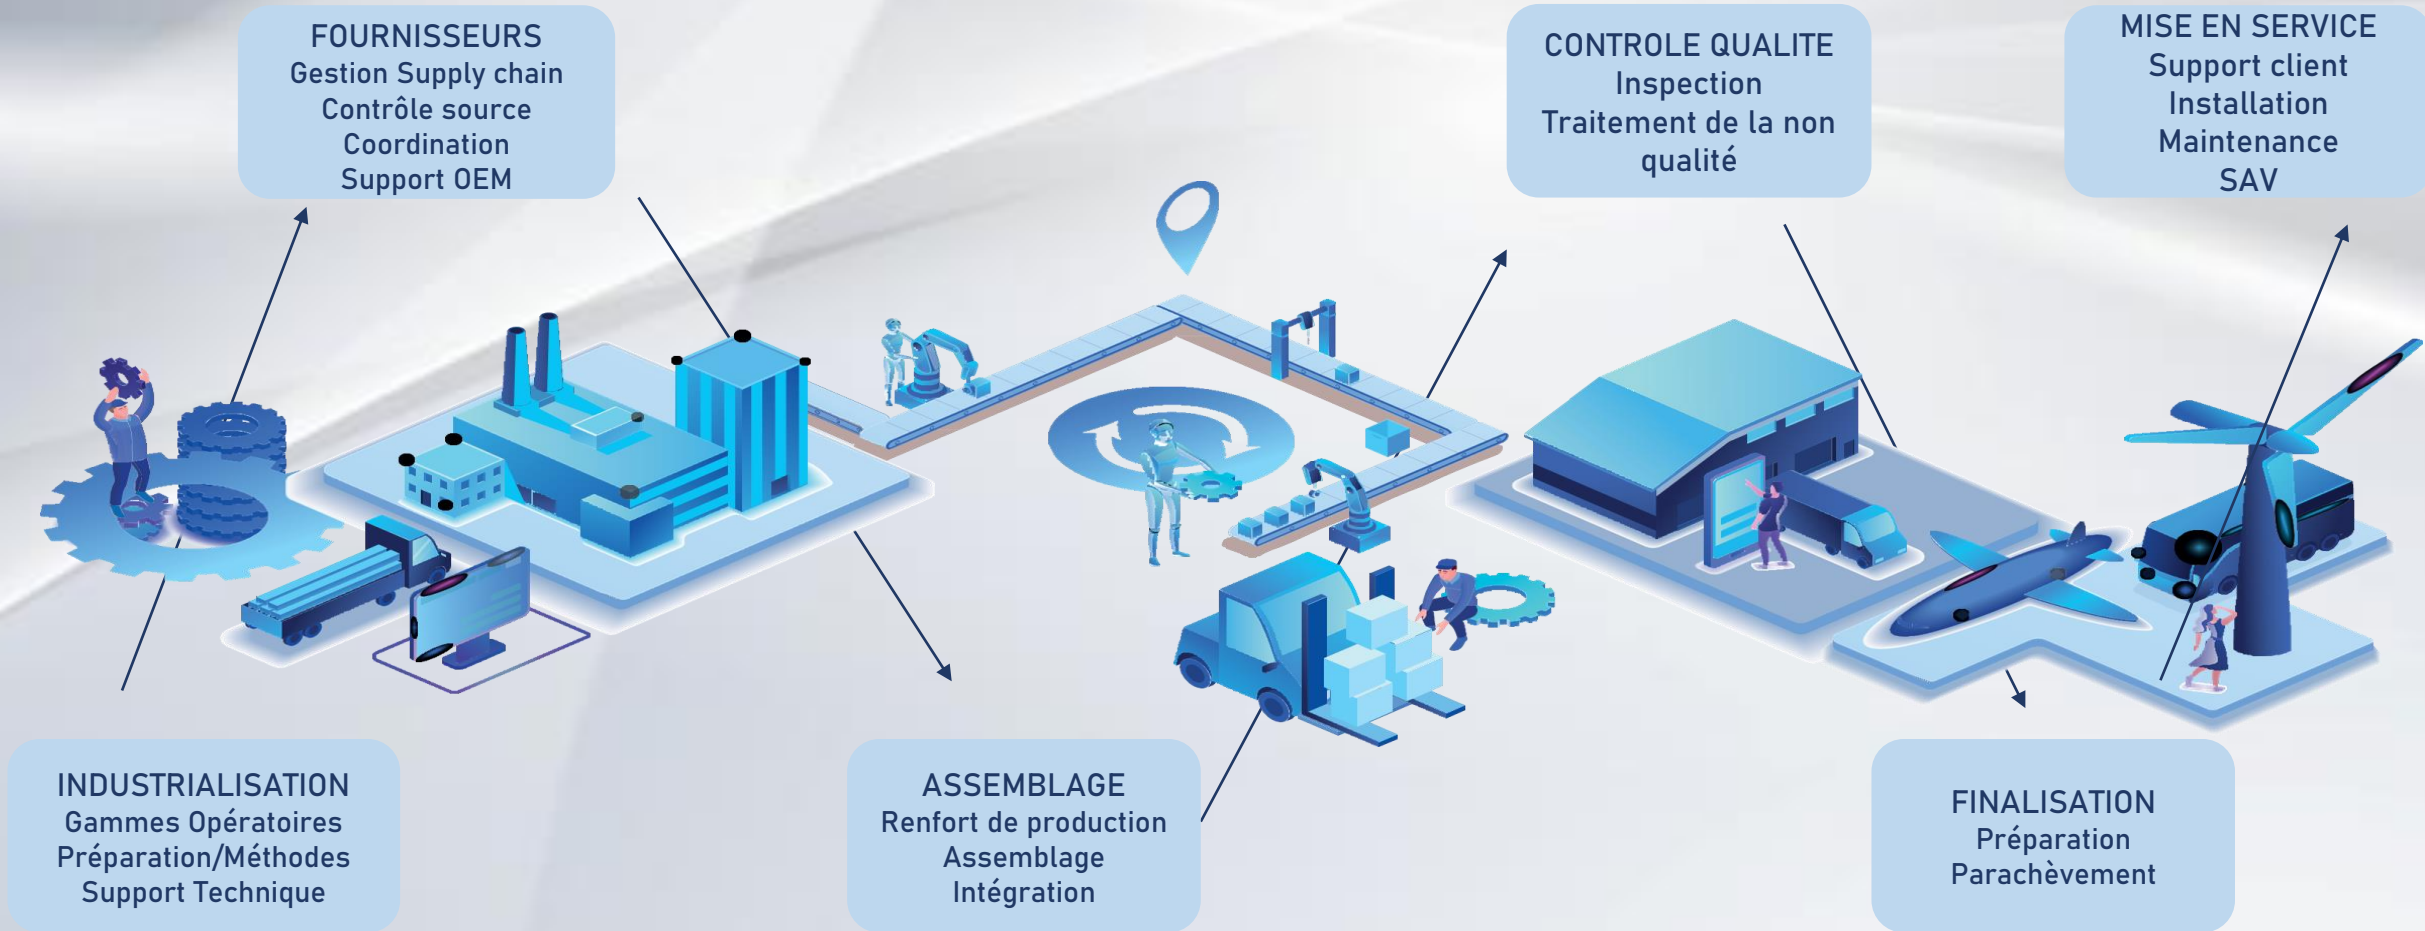 FOURNISSEURS
Gestion Supply chain
Contrôle source
Coordination
Support OEM
CONTROLE QUALITE
Inspection
Traitement de la non
qualité
MISE EN SERVICE
Support client
Installation
Maintenance
SAV
INDUSTRIALISATION
Gammes Opératoires
Préparation/Méthodes
Support Technique
ASSEMBLAGE
Renfort de production
Assemblage
Intégration
FINALISATION
Préparation
Parachèvement